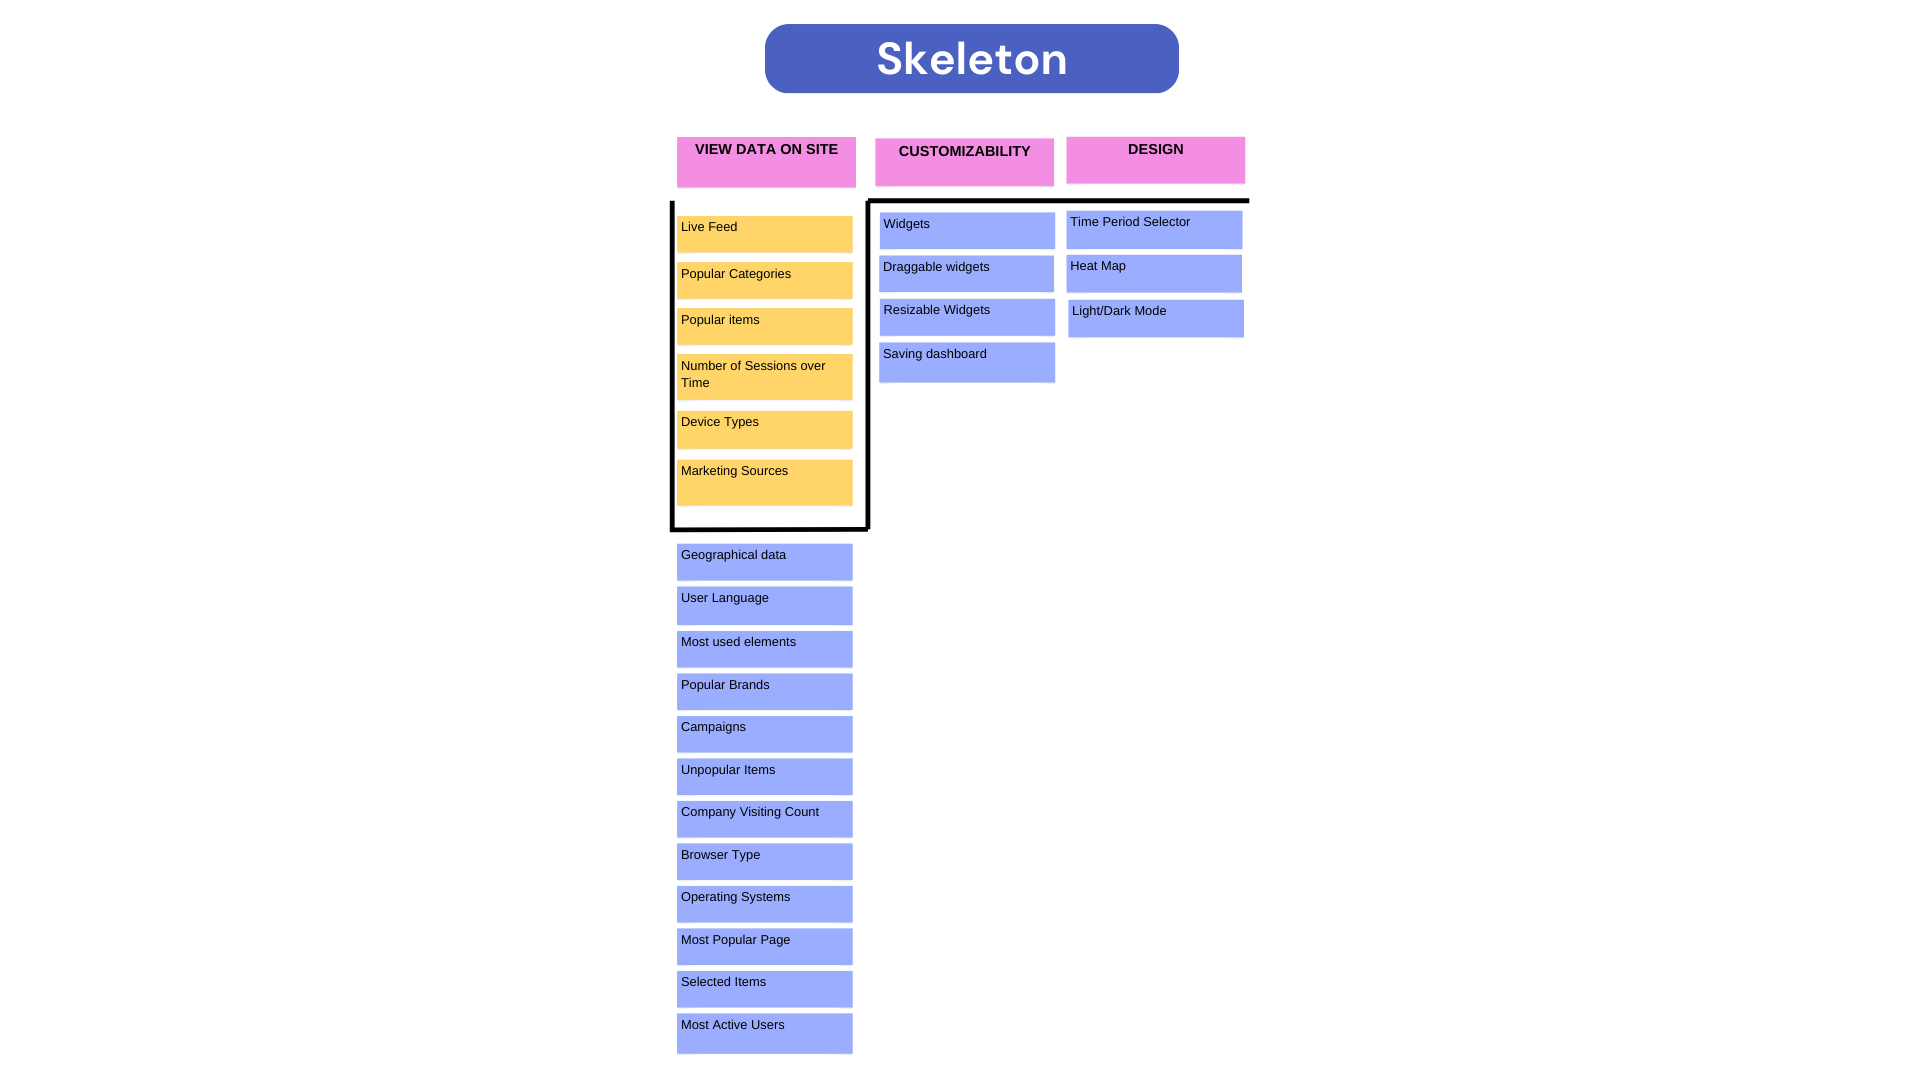 Skeleton
VIEW DATA ON SITE
CUSTOMIZABILITY
DESIGN
Live Feed
Popular Categories
Popular items
Number of Sessions over
Time
Device Types
Marketing Sources
Geographical data
User Language
Most used elements
Popular Brands
Campaigns
Unpopular Items
Company Visiting Count
Browser Type
Operating Systems
Most Popular Page
Selected Items
Most Active Users
Widgets
Draggable widgets
Resizable Widgets
Saving dashboard
Time Period Selector
Heat Map
Light/Dark Mode